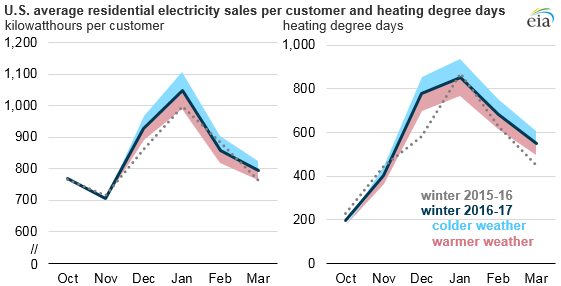 U.S. average residential electricity sales per customer and heating degree days
kilowatthours per customer
heating degree days
eia
1,200
1,100
1,000
900
800
700
600
//
0
Oct Nov Dec Jan Feb Mar
1,000
800
600
400
200
0
Oct Nov Dec Jan Feb Mar
winter 2015-16
winter 2016-17
colder weather
warmer weather